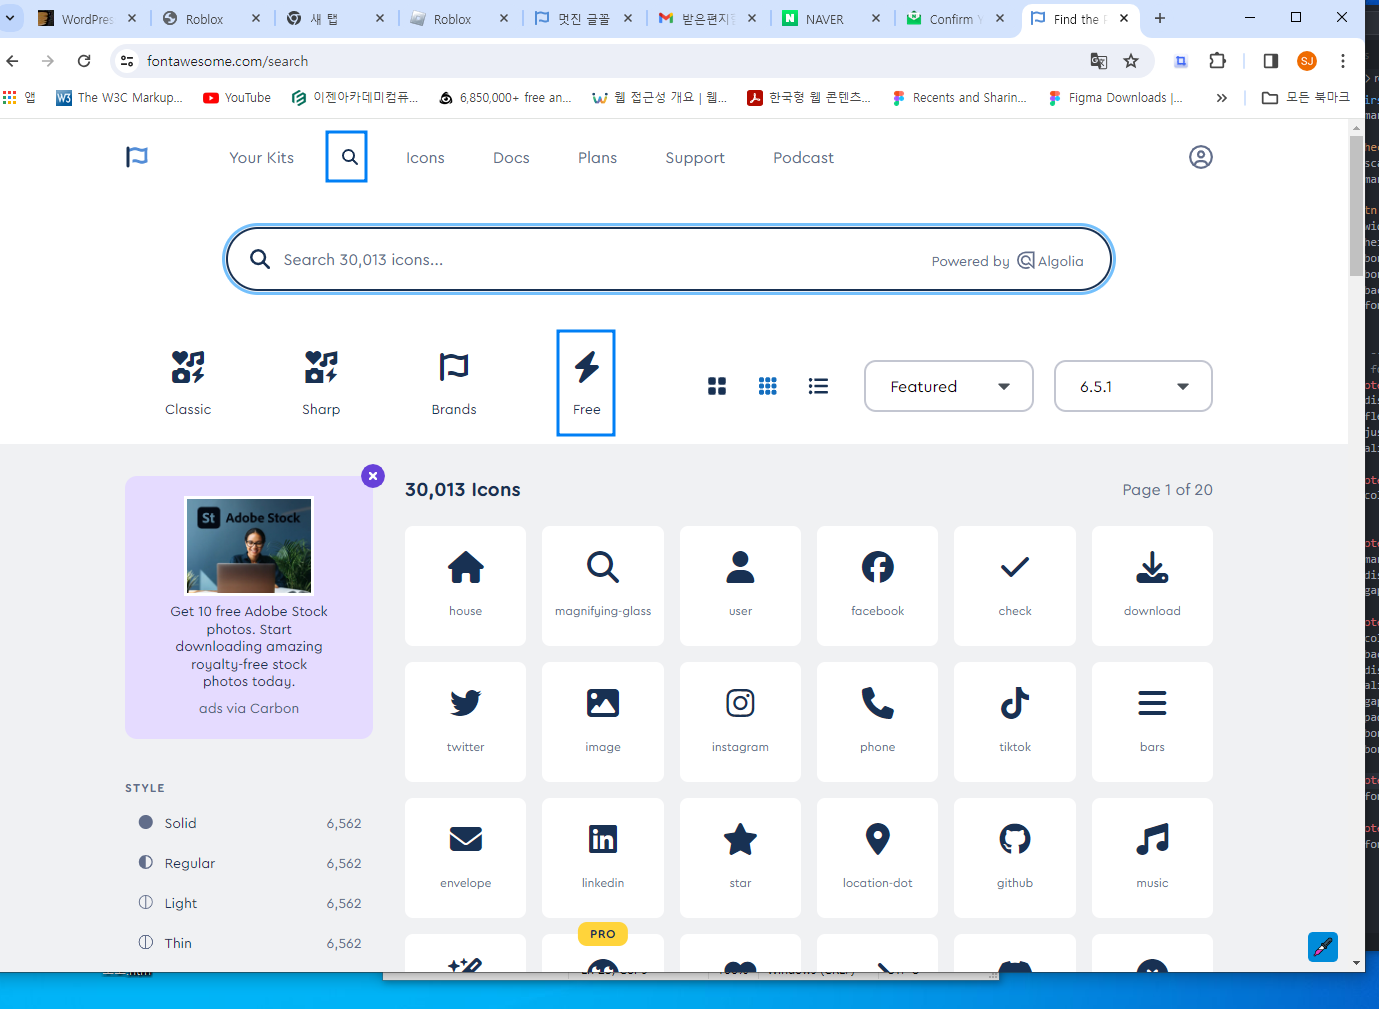 WordPres
Roblox
새 탭
Roblox
멋진 글꼴
받은편지함
NAVER
Confirm Y
Find the P
fontawesome.com/search
SJ
앱
The W3C Markup...
YouTube
이젠아카데미컴퓨...
6,850,000+ free an...
웹 접근성 개요 | 웹...
한국형 웹 콘텐츠...
Recents and Sharin...
Figma Downloads |...
모든 북마크
Your Kits
Icons
Docs
Plans
Support
Podcast
Search 30,013 icons...
Powered by Algolia
Classic
Sharp
Brands
Free
Featured
6.5.1
St Adobe Stock
Get 10 free Adobe Stock
photos. Start
downloading amazing
royalty-free stock
photos today.
ads via Carbon
30,013 Icons
Page 1 of 20
house
magnifying-glass
user
facebook
check
download
twitter
image
instagram
phone
tiktok
bars
envelope
linkedin
star
location-dot
github
music
PRO
STYLE
Solid 6,562
Regular 6,562
Light 6,562
Thin 6,562